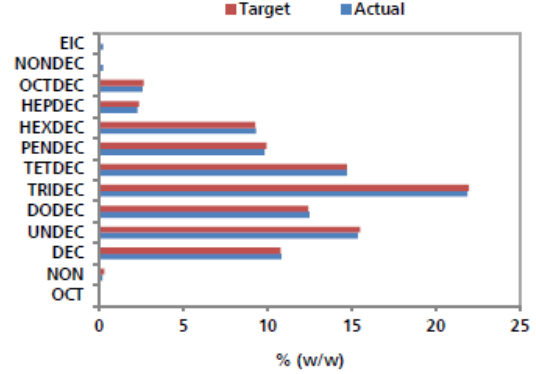 Target Actual
EIC
NONDEC
OCTDEC
HEPDEC
HEXDEC
PENDEC
TETDEC
TRIDEC
DODEC
UNDEC
DEC
NON
OCT
0 5 10 15 20 25
% (w/w)